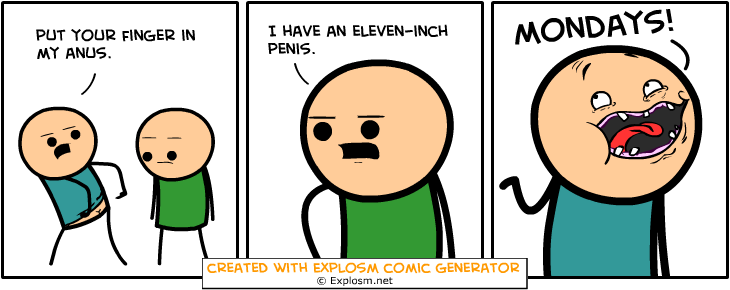 PUT YOUR FINGER IN
MY ANUS.
I HAVE AN ELEVEN-INCH
PENIS.
MONDAYS!
CREATED WITH EXPLOSM COMIC GENERATOR
© Explosm.net